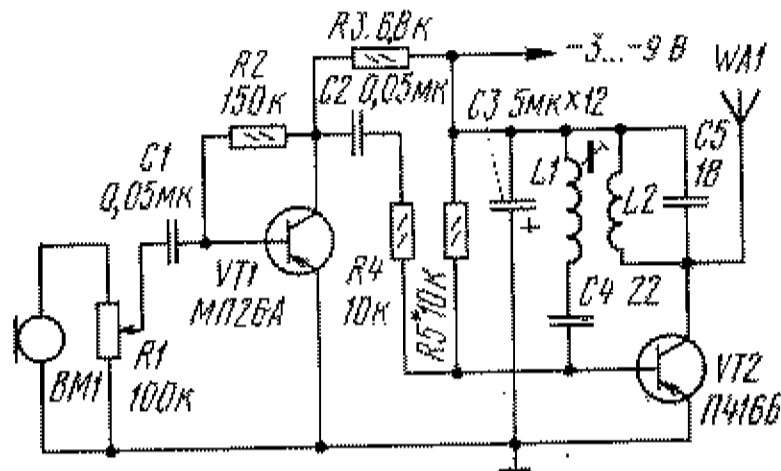 R3 6,8к
−3...−9 В
WA1
R2
150к
C2 0,05мк
C3 5мк×12
C5
18
C1
0,05мк
L1
L2
VT1
МП26А
R4
10к
R5* 10к
C4 22
BM1
R1
100к
VT2
П416Б